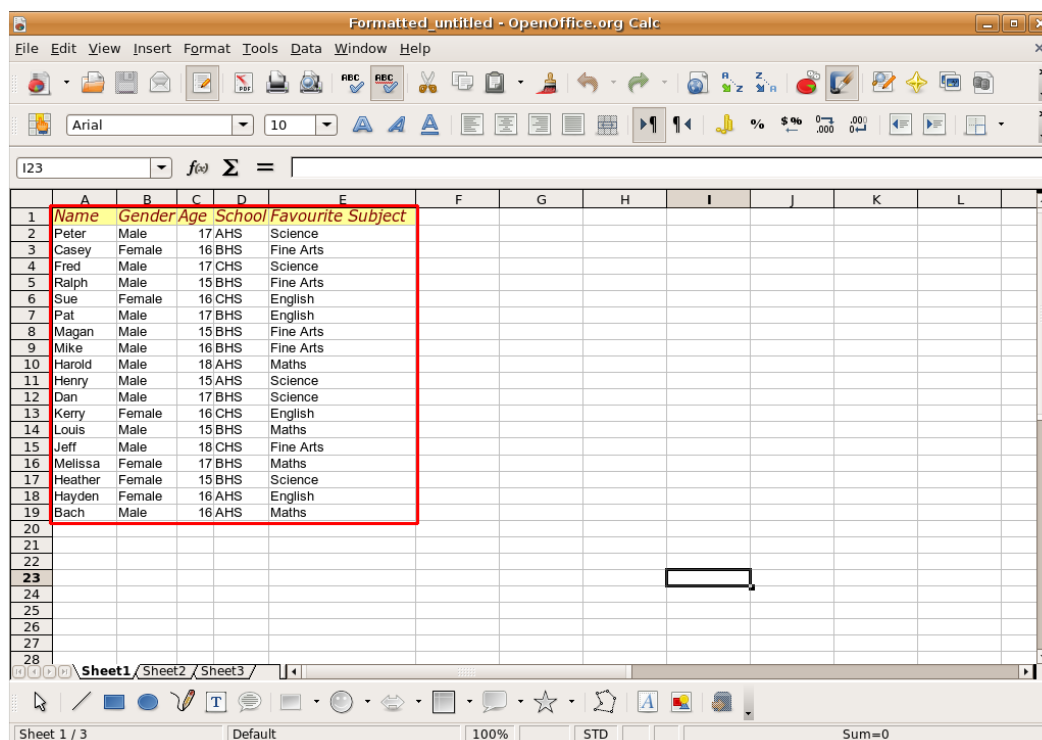 Formatted_untitled - OpenOffice.org Calc
File Edit View Insert Format Tools Data Window Help
Arial 10
I23
A B C D E F G H I J K L
1 Name Gender Age School Favourite Subject
2 Peter Male 17 AHS Science
3 Casey Female 16 BHS Fine Arts
4 Fred Male 17 CHS Science
5 Ralph Male 15 BHS Fine Arts
6 Sue Female 16 CHS English
7 Pat Male 17 BHS English
8 Magan Male 15 BHS Fine Arts
9 Mike Male 16 BHS Fine Arts
10 Harold Male 18 AHS Maths
11 Henry Male 15 AHS Science
12 Dan Male 17 BHS Science
13 Kerry Female 16 CHS English
14 Louis Male 15 BHS Maths
15 Jeff Male 18 CHS Fine Arts
16 Melissa Female 17 BHS Maths
17 Heather Female 15 BHS Science
18 Hayden Female 16 AHS English
19 Bach Male 16 AHS Maths
20
21
22
23
24
25
26
27
28
Sheet1 Sheet2 Sheet3
Sheet 1 / 3 Default 100% STD Sum=0